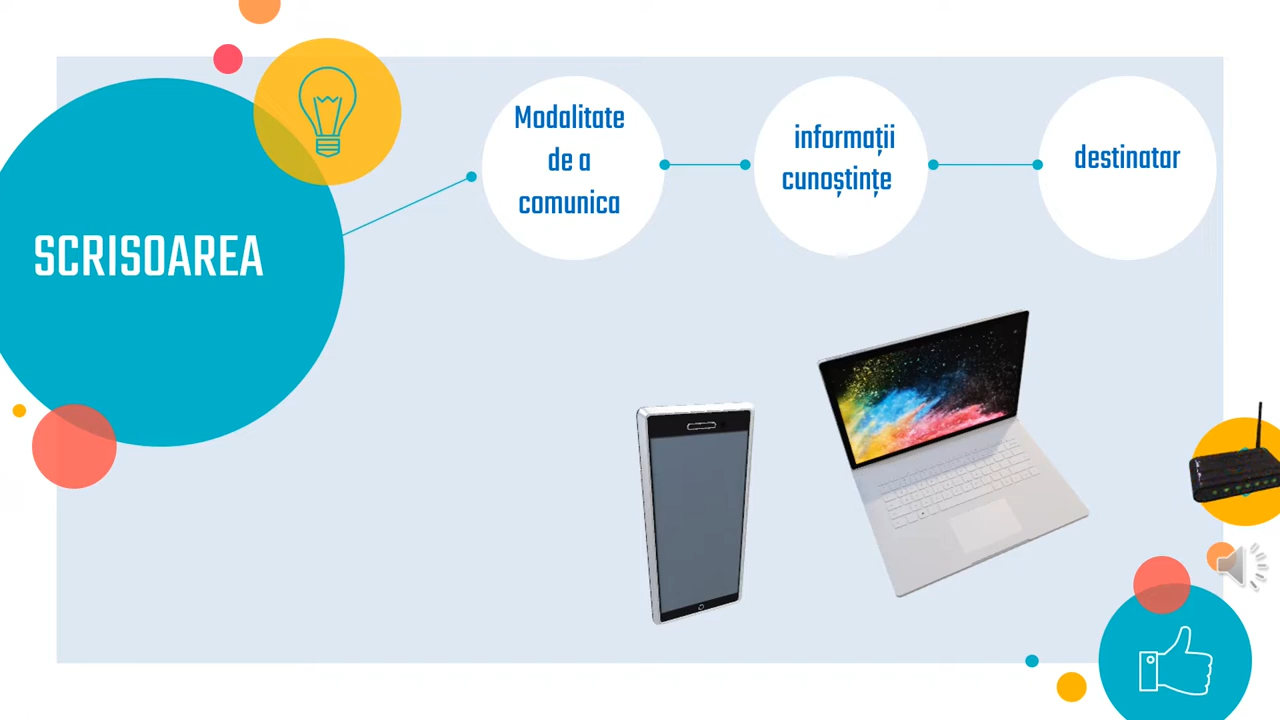 SCRISOAREA
Modalitate
de a
comunica
informații
cunoștințe
destinatar